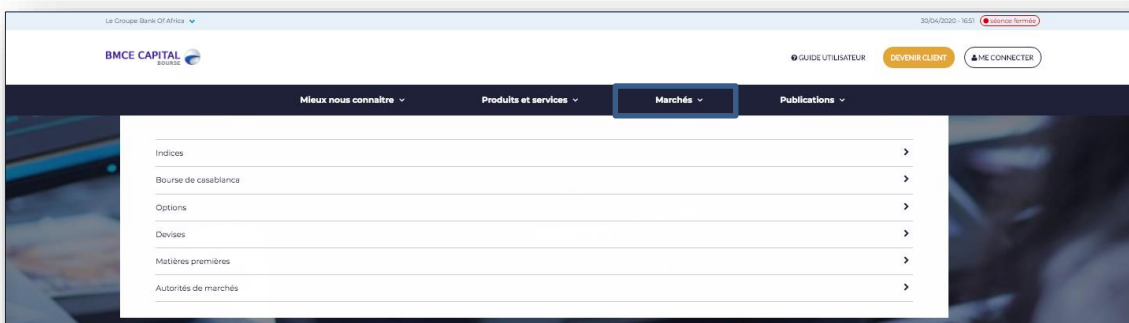 Le Groupe Bank Of Africa
30/04/2020 - 16:51 séance fermée
BMCE CAPITAL
BOURSE
GUIDE UTILISATEUR DEVENIR CLIENT ME CONNECTER
Mieux nous connaitre Produits et services Marchés Publications
Indices
Bourse de casablanca
Options
Devises
Matières premières
Autorités de marchés